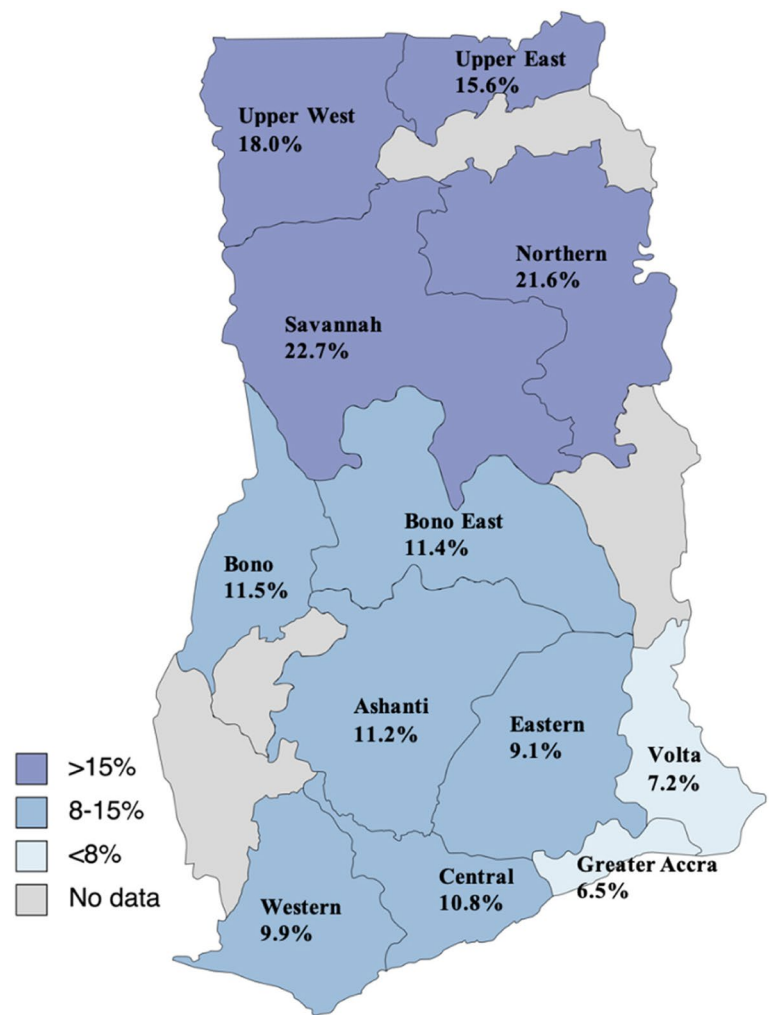 Upper East
15.6%
Upper West
18.0%
Northern
21.6%
Savannah
22.7%
Bono East
11.4%
Bono
11.5%
Ashanti
11.2%
Eastern
9.1%
Volta
7.2%
>15%
8-15%
<8%
No data
Greater Accra
6.5%
Central
10.8%
Western
9.9%